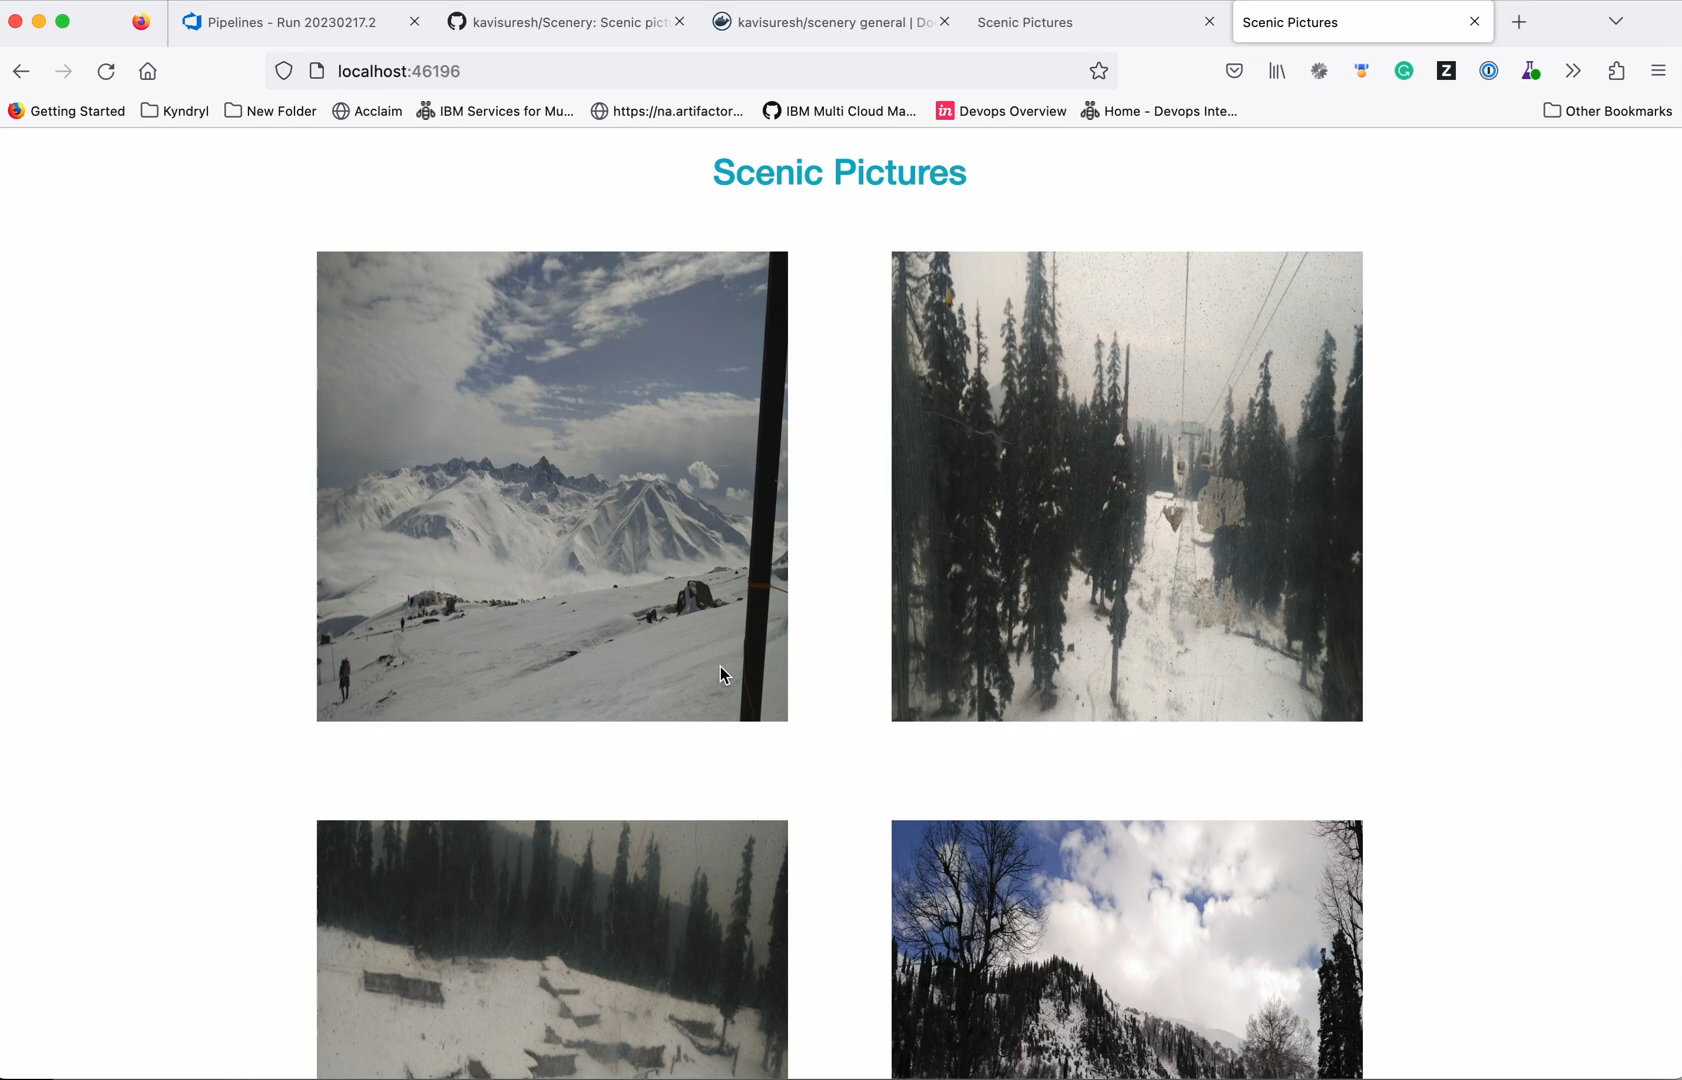 Pipelines - Run 20230217.2
kavisuresh/Scenery: Scenic pict
kavisuresh/scenery general | Do
Scenic Pictures
Scenic Pictures
localhost:46196
Getting Started
Kyndryl
New Folder
Acclaim
IBM Services for Mu...
https://na.artifactor...
IBM Multi Cloud Ma...
in
Devops Overview
Home - Devops Inte...
Other Bookmarks
Scenic Pictures